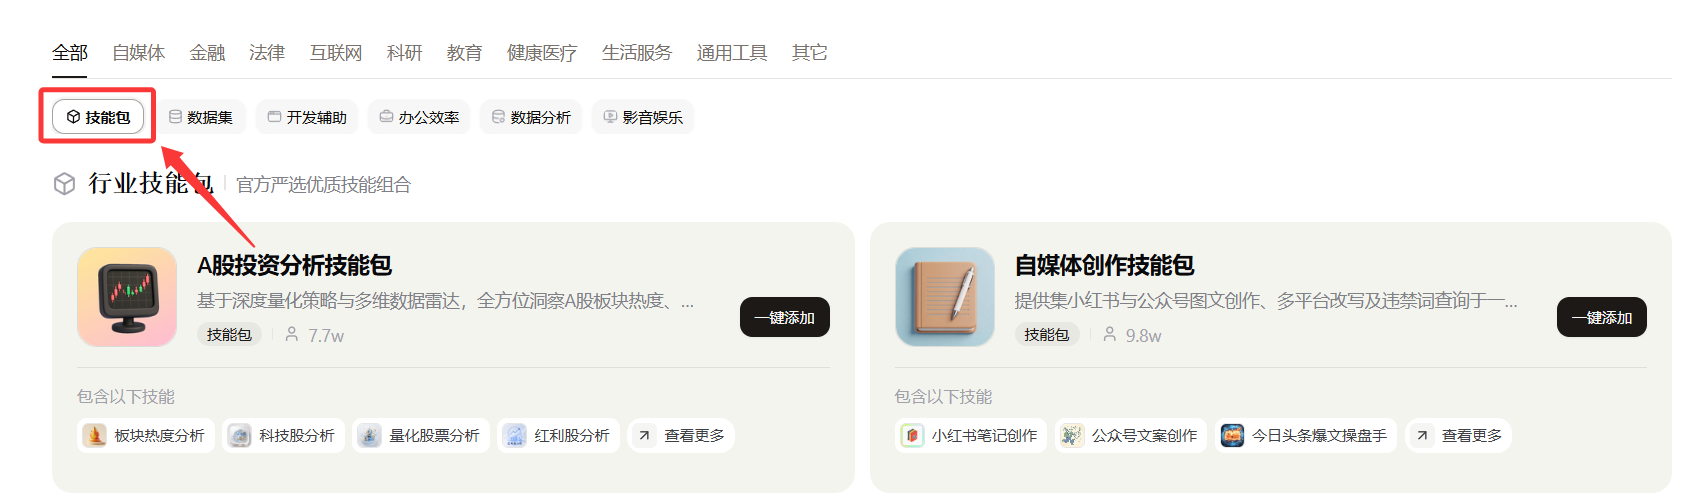 全部 自媒体 金融 法律 互联网 科研 教育 健康医疗 生活服务 通用工具 其它
技能包 数据集 开发辅助 办公效率 数据分析 影音娱乐
行业技能包 官方严选优质技能组合
A股投资分析技能包
基于深度量化策略与多维数据雷达，全方位洞察A股板块热度、...
一键添加
技能包 7.7w
包含以下技能
板块热度分析 科技股分析 量化股票分析 红利股分析 查看更多
自媒体创作技能包
提供集小红书与公众号图文创作、多平台改写及违禁词查询于一...
一键添加
技能包 9.8w
包含以下技能
小红书笔记创作 公众号文案创作 今日头条爆文操盘手 查看更多